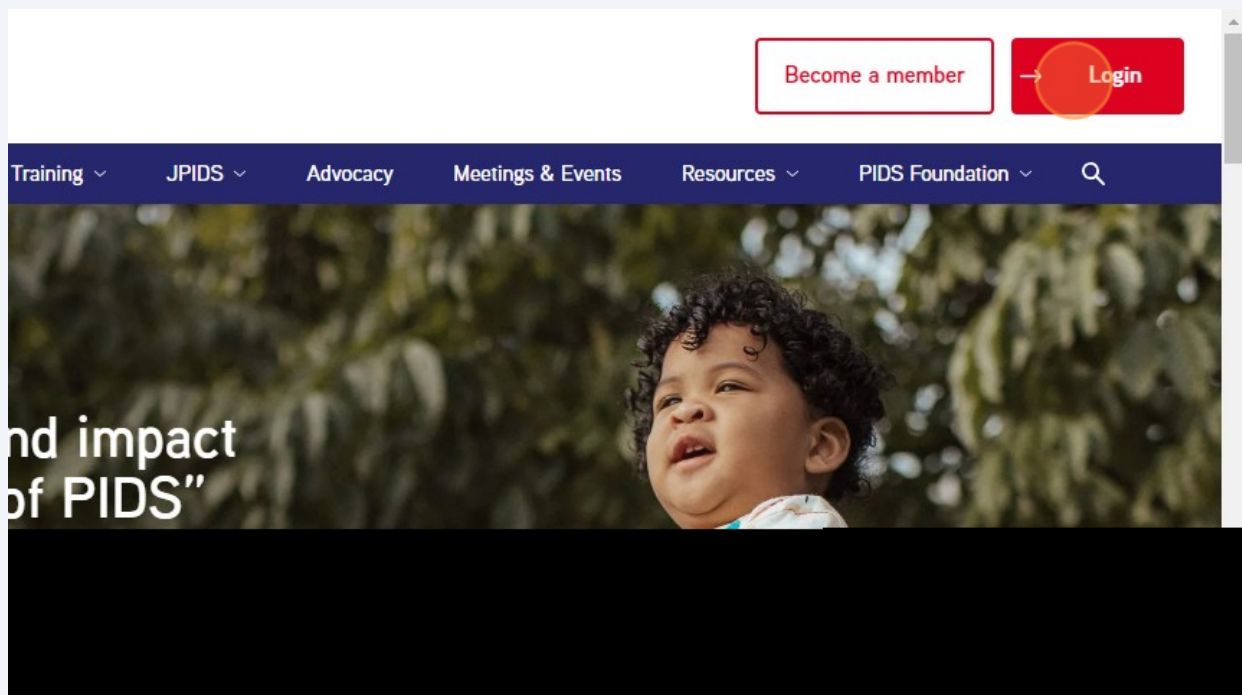 Become a member
Login
Training
JPIDS
Advocacy
Meetings & Events
Resources
PIDS Foundation
nd impact
of PIDS”